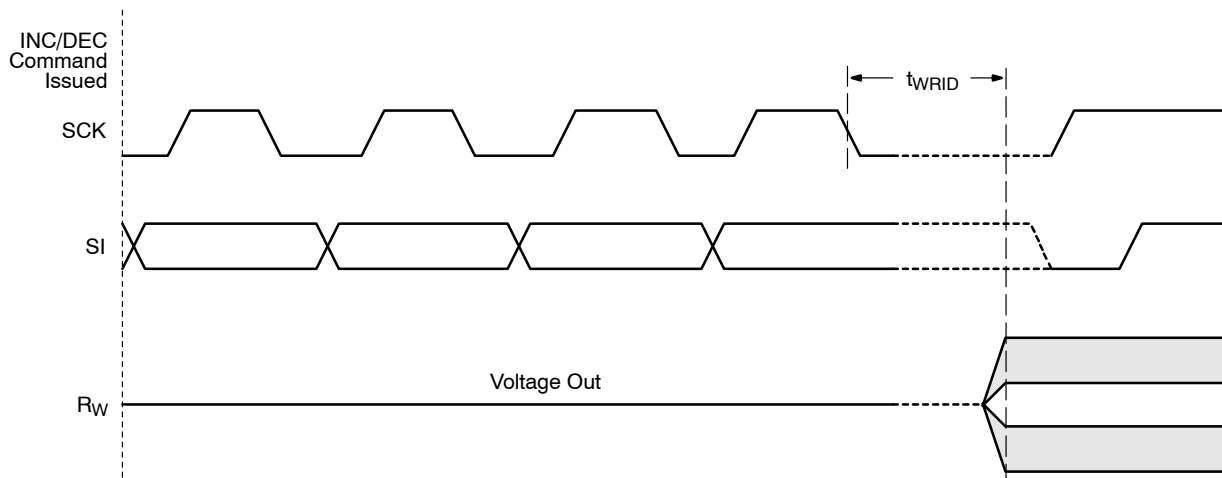 INC/DEC
Command
Issued
tWRID
SCK
SI
Voltage Out
RW